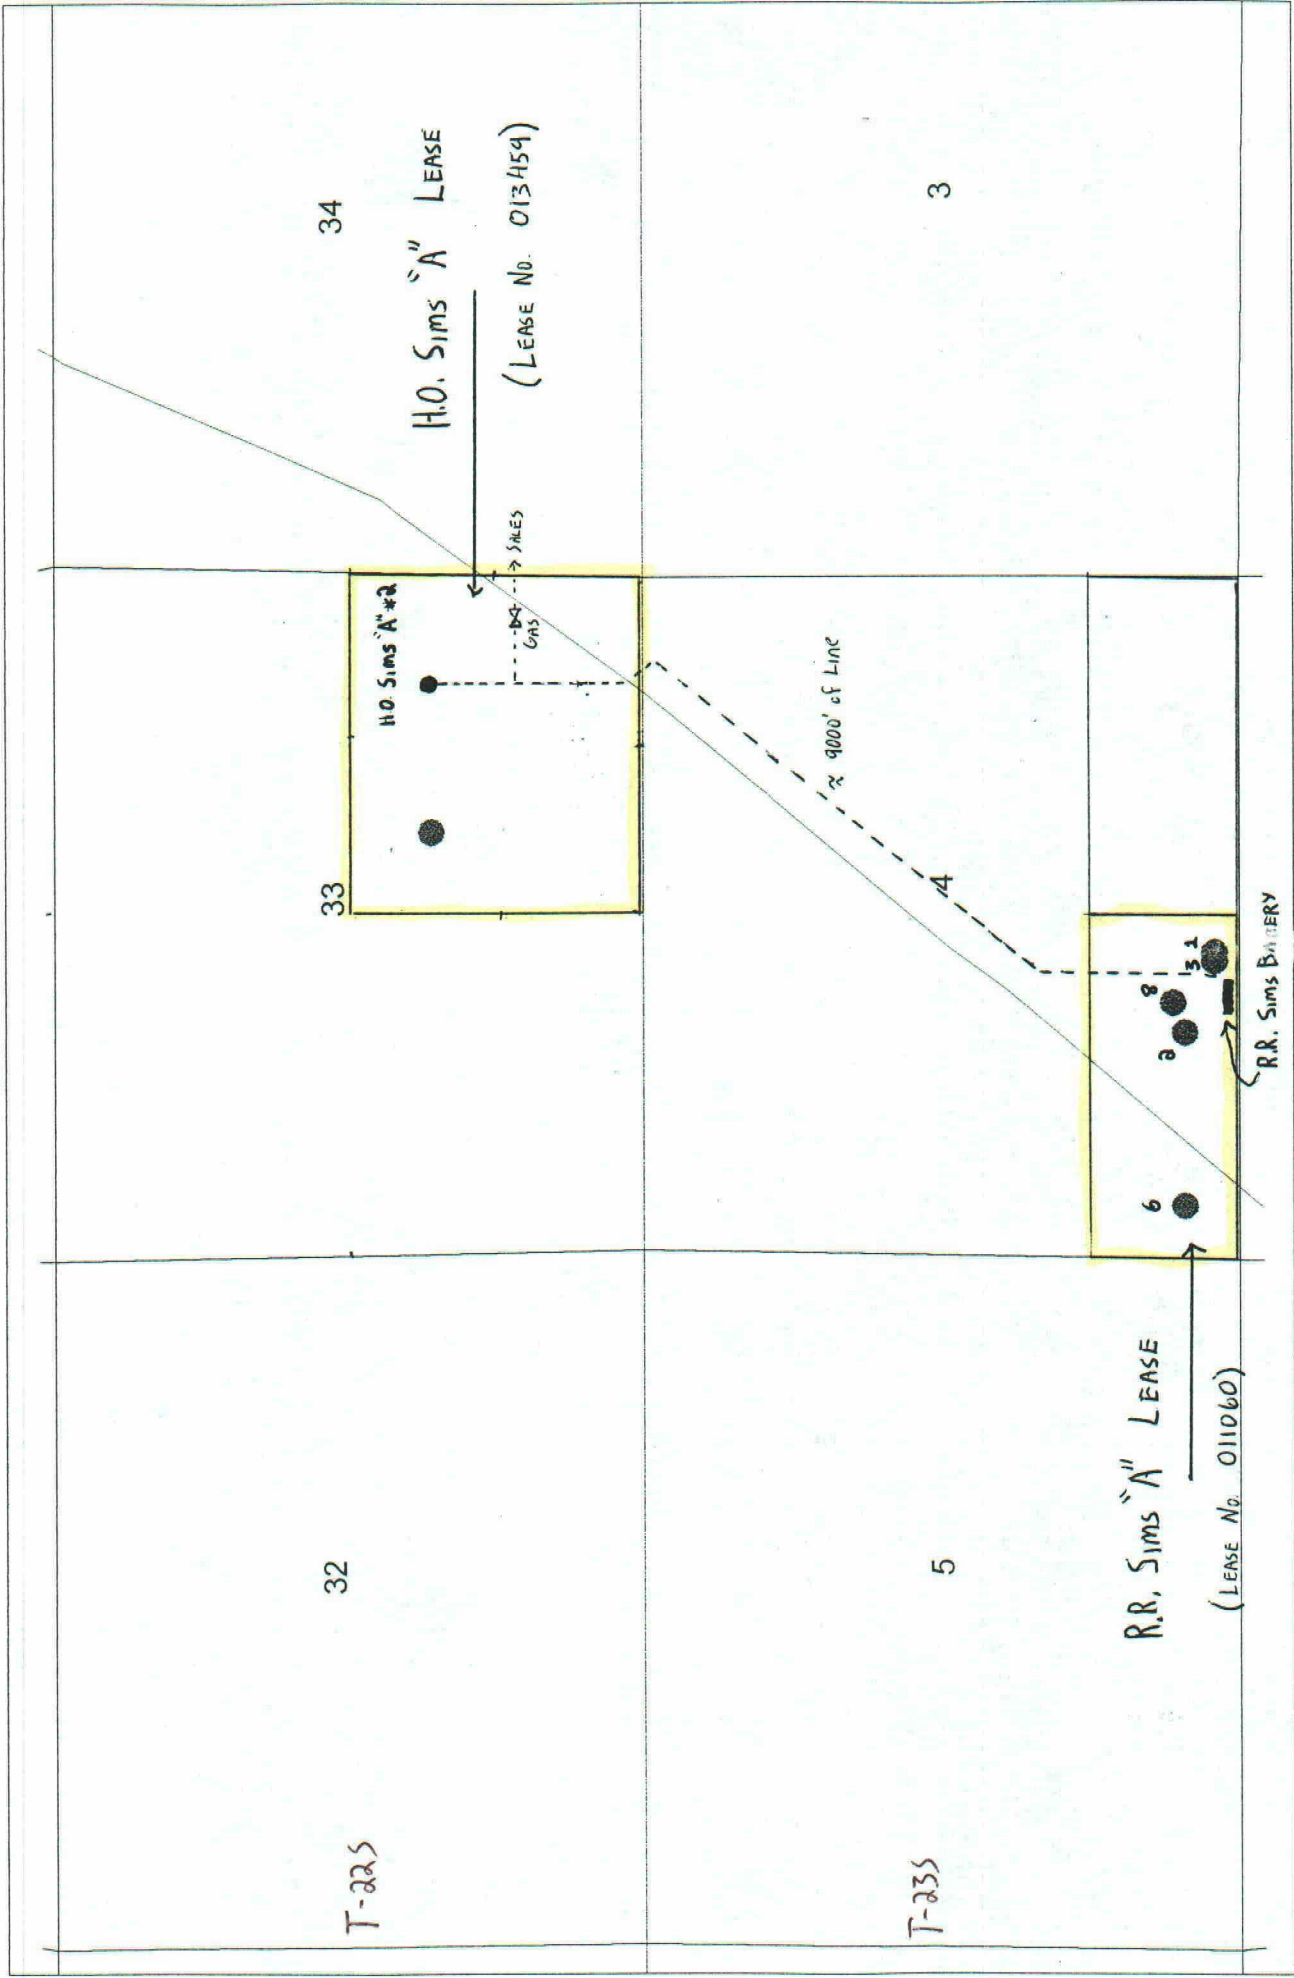 32
33
34
T-22S
H.O. Sims "A" #2
H.O. Sims "A" LEASE
SALES
(LEASE No. 013459)
GAS
≈ 9000' of Line
T-23S
5
4
3
R.R. Sims "A" LEASE
6
2
8
3 1
(LEASE No. 011060)
R.R. Sims BATTERY